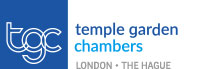 tgc
temple garden
chambers
LONDON • THE HAGUE